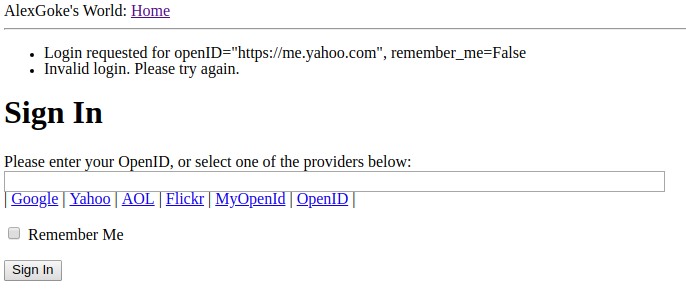 AlexGoke's World: Home
Login requested for openID="https://me.yahoo.com", remember_me=False
Invalid login. Please try again.
Sign In
Please enter your OpenID, or select one of the providers below:
| Google | Yahoo | AOL | Flickr | MyOpenId | OpenID |
Remember Me
Sign In